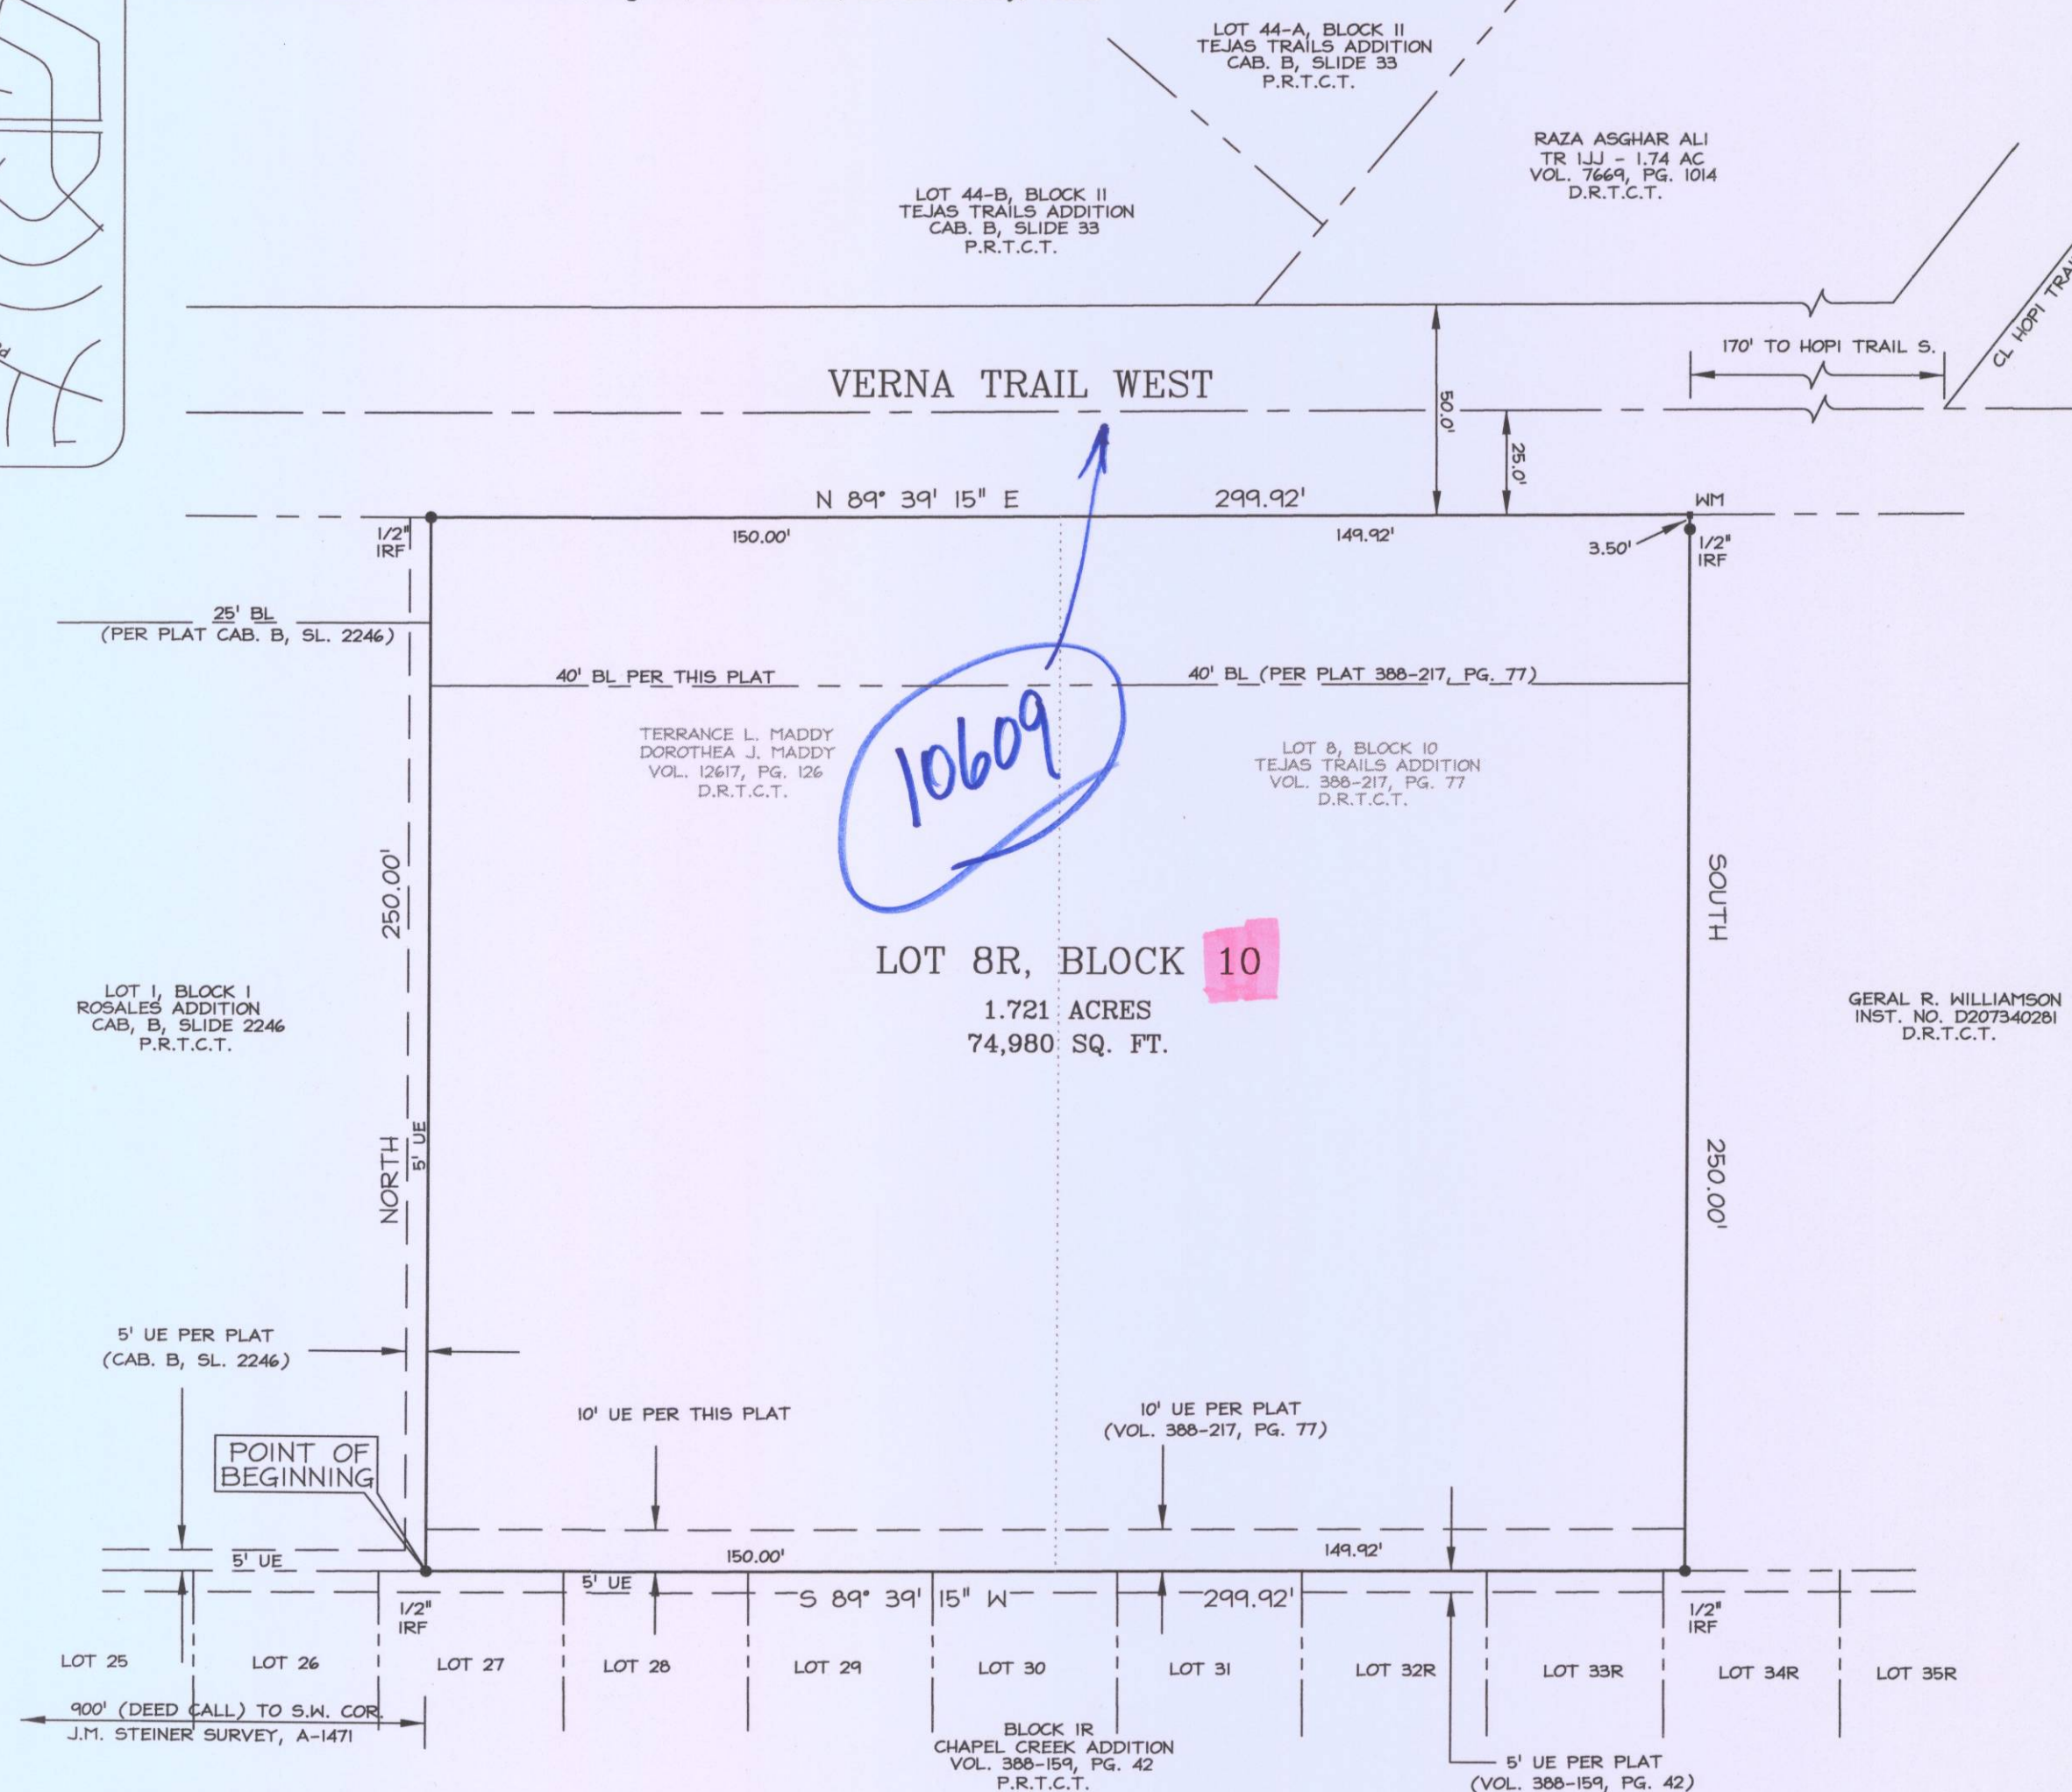 LOT 44-A, BLOCK 11
TEJAS TRAILS ADDITION
CAB. B, SLIDE 33
P.R.T.C.T.
RAZA ASGHAR ALI
TR 1JJ - 1.74 AC
VOL. 7669, PG. 1014
D.R.T.C.T.
LOT 44-B, BLOCK 11
TEJAS TRAILS ADDITION
CAB. B, SLIDE 33
P.R.T.C.T.
CL HOPI TRAI
170' TO HOPI TRAIL S.
VERNA TRAIL WEST
50.0'
25.0'
N 89° 39' 15" E 299.92'
WM
1/2"
IRF
150.00'
149.92'
3.50'
1/2"
IRF
25' BL
(PER PLAT CAB. B, SL. 2246)
40' BL PER THIS PLAT
40' BL (PER PLAT 388-217, PG. 77)
TERRANCE L. MADDY
DOROTHEA J. MADDY
VOL. 12617, PG. 126
D.R.T.C.T.
10609
LOT 8, BLOCK 10
TEJAS TRAILS ADDITION
VOL. 388-217, PG. 77
D.R.T.C.T.
NORTH 250.00'
5' UE
SOUTH 250.00'
LOT 8R, BLOCK 10
1.721 ACRES
74,980 SQ. FT.
LOT 1, BLOCK 1
ROSALES ADDITION
CAB, B, SLIDE 2246
P.R.T.C.T.
GERAL R. WILLIAMSON
INST. NO. D207340281
D.R.T.C.T.
5' UE PER PLAT
(CAB. B, SL. 2246)
10' UE PER THIS PLAT
10' UE PER PLAT
(VOL. 388-217, PG. 77)
POINT OF
BEGINNING
5' UE
150.00'
149.92'
5' UE
S 89° 39' 15" W 299.92'
1/2"
IRF
1/2"
IRF
LOT 25
LOT 26
LOT 27
LOT 28
LOT 29
LOT 30
LOT 31
LOT 32R
LOT 33R
LOT 34R
LOT 35R
900' (DEED CALL) TO S.W. COR.
J.M. STEINER SURVEY, A-1471
BLOCK 1R
CHAPEL CREEK ADDITION
VOL. 388-159, PG. 42
P.R.T.C.T.
5' UE PER PLAT
(VOL. 388-159, PG. 42)